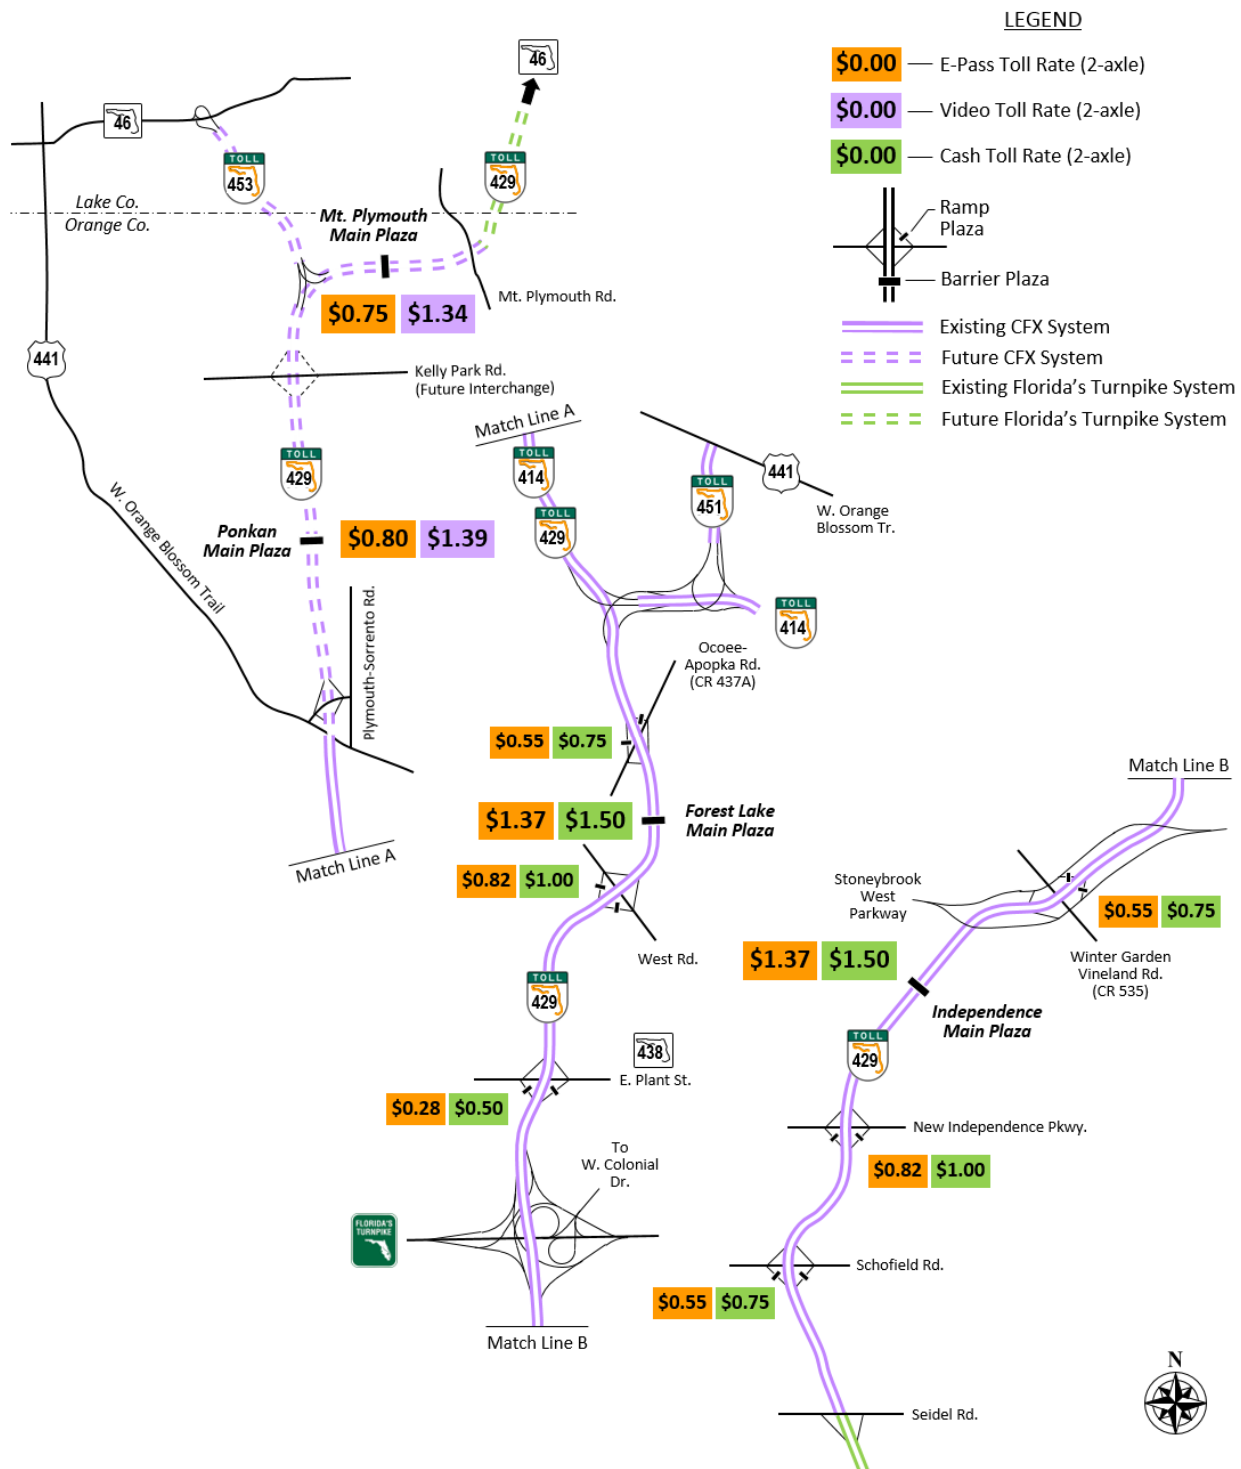 LEGEND
$0.00
E-Pass Toll Rate (2-axle)
$0.00
Video Toll Rate (2-axle)
$0.00
Cash Toll Rate (2-axle)
Ramp
Plaza
Barrier Plaza
Existing CFX System
Future CFX System
Existing Florida's Turnpike System
Future Florida's Turnpike System
46
46
TOLL
453
TOLL
429
Lake Co.
Orange Co.
Mt. Plymouth
Main Plaza
Mt. Plymouth Rd.
$0.75
$1.34
441
Kelly Park Rd.
(Future Interchange)
TOLL
429
W. Orange Blossom Trail
Ponkan
Main Plaza
$0.80
$1.39
Plymouth-Sorrento Rd.
Match Line A
Match Line A
TOLL
414
TOLL
429
TOLL
451
441
W. Orange
Blossom Tr.
TOLL
414
Ocoee-
Apopka Rd.
(CR 437A)
$0.55
$0.75
$1.37
$1.50
Forest Lake
Main Plaza
$0.82
$1.00
West Rd.
TOLL
429
438
E. Plant St.
$0.28
$0.50
To
W. Colonial
Dr.
FLORIDA'S
TURNPIKE
Match Line B
Match Line B
Stoneybrook
West
Parkway
$0.55
$0.75
Winter Garden
Vineland Rd.
(CR 535)
$1.37
$1.50
Independence
Main Plaza
TOLL
429
New Independence Pkwy.
$0.82
$1.00
Schofield Rd.
$0.55
$0.75
Seidel Rd.
N